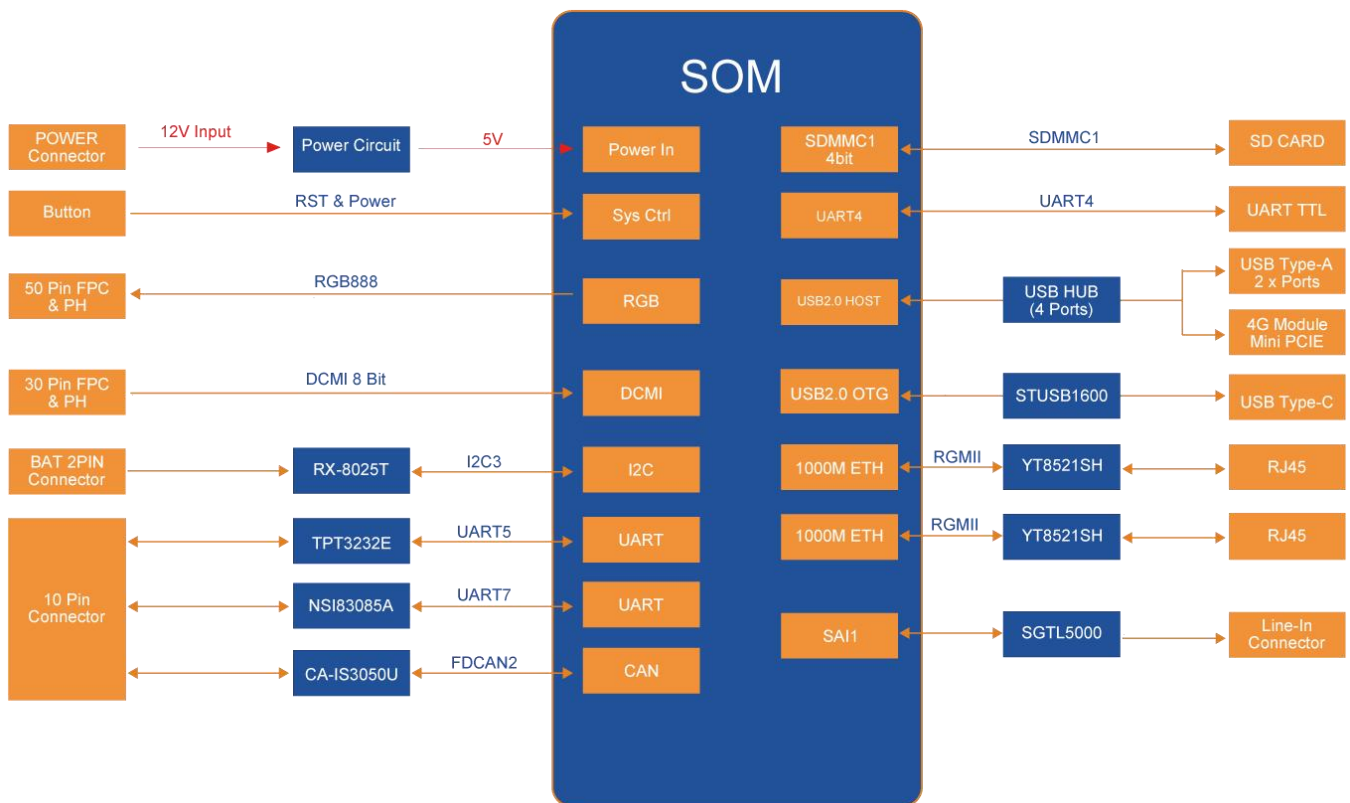 SOM
POWER
Connector
12V Input
Power Circuit
5V
Power In
Button
RST & Power
Sys Ctrl
50 Pin FPC
& PH
RGB888
RGB
30 Pin FPC
& PH
DCMI 8 Bit
DCMI
BAT 2PIN
Connector
RX-8025T
I2C3
I2C
10 Pin
Connector
TPT3232E
UART5
UART
NSI83085A
UART7
UART
CA-IS3050U
FDCAN2
CAN
SDMMC1
4bit
SDMMC1
SD CARD
UART4
UART4
UART TTL
USB2.0 HOST
USB HUB
(4 Ports)
USB Type-A
2 x Ports
4G Module
Mini PCIE
USB2.0 OTG
STUSB1600
USB Type-C
1000M ETH
RGMII
YT8521SH
RJ45
1000M ETH
RGMII
YT8521SH
RJ45
SAI1
SGTL5000
Line-In
Connector